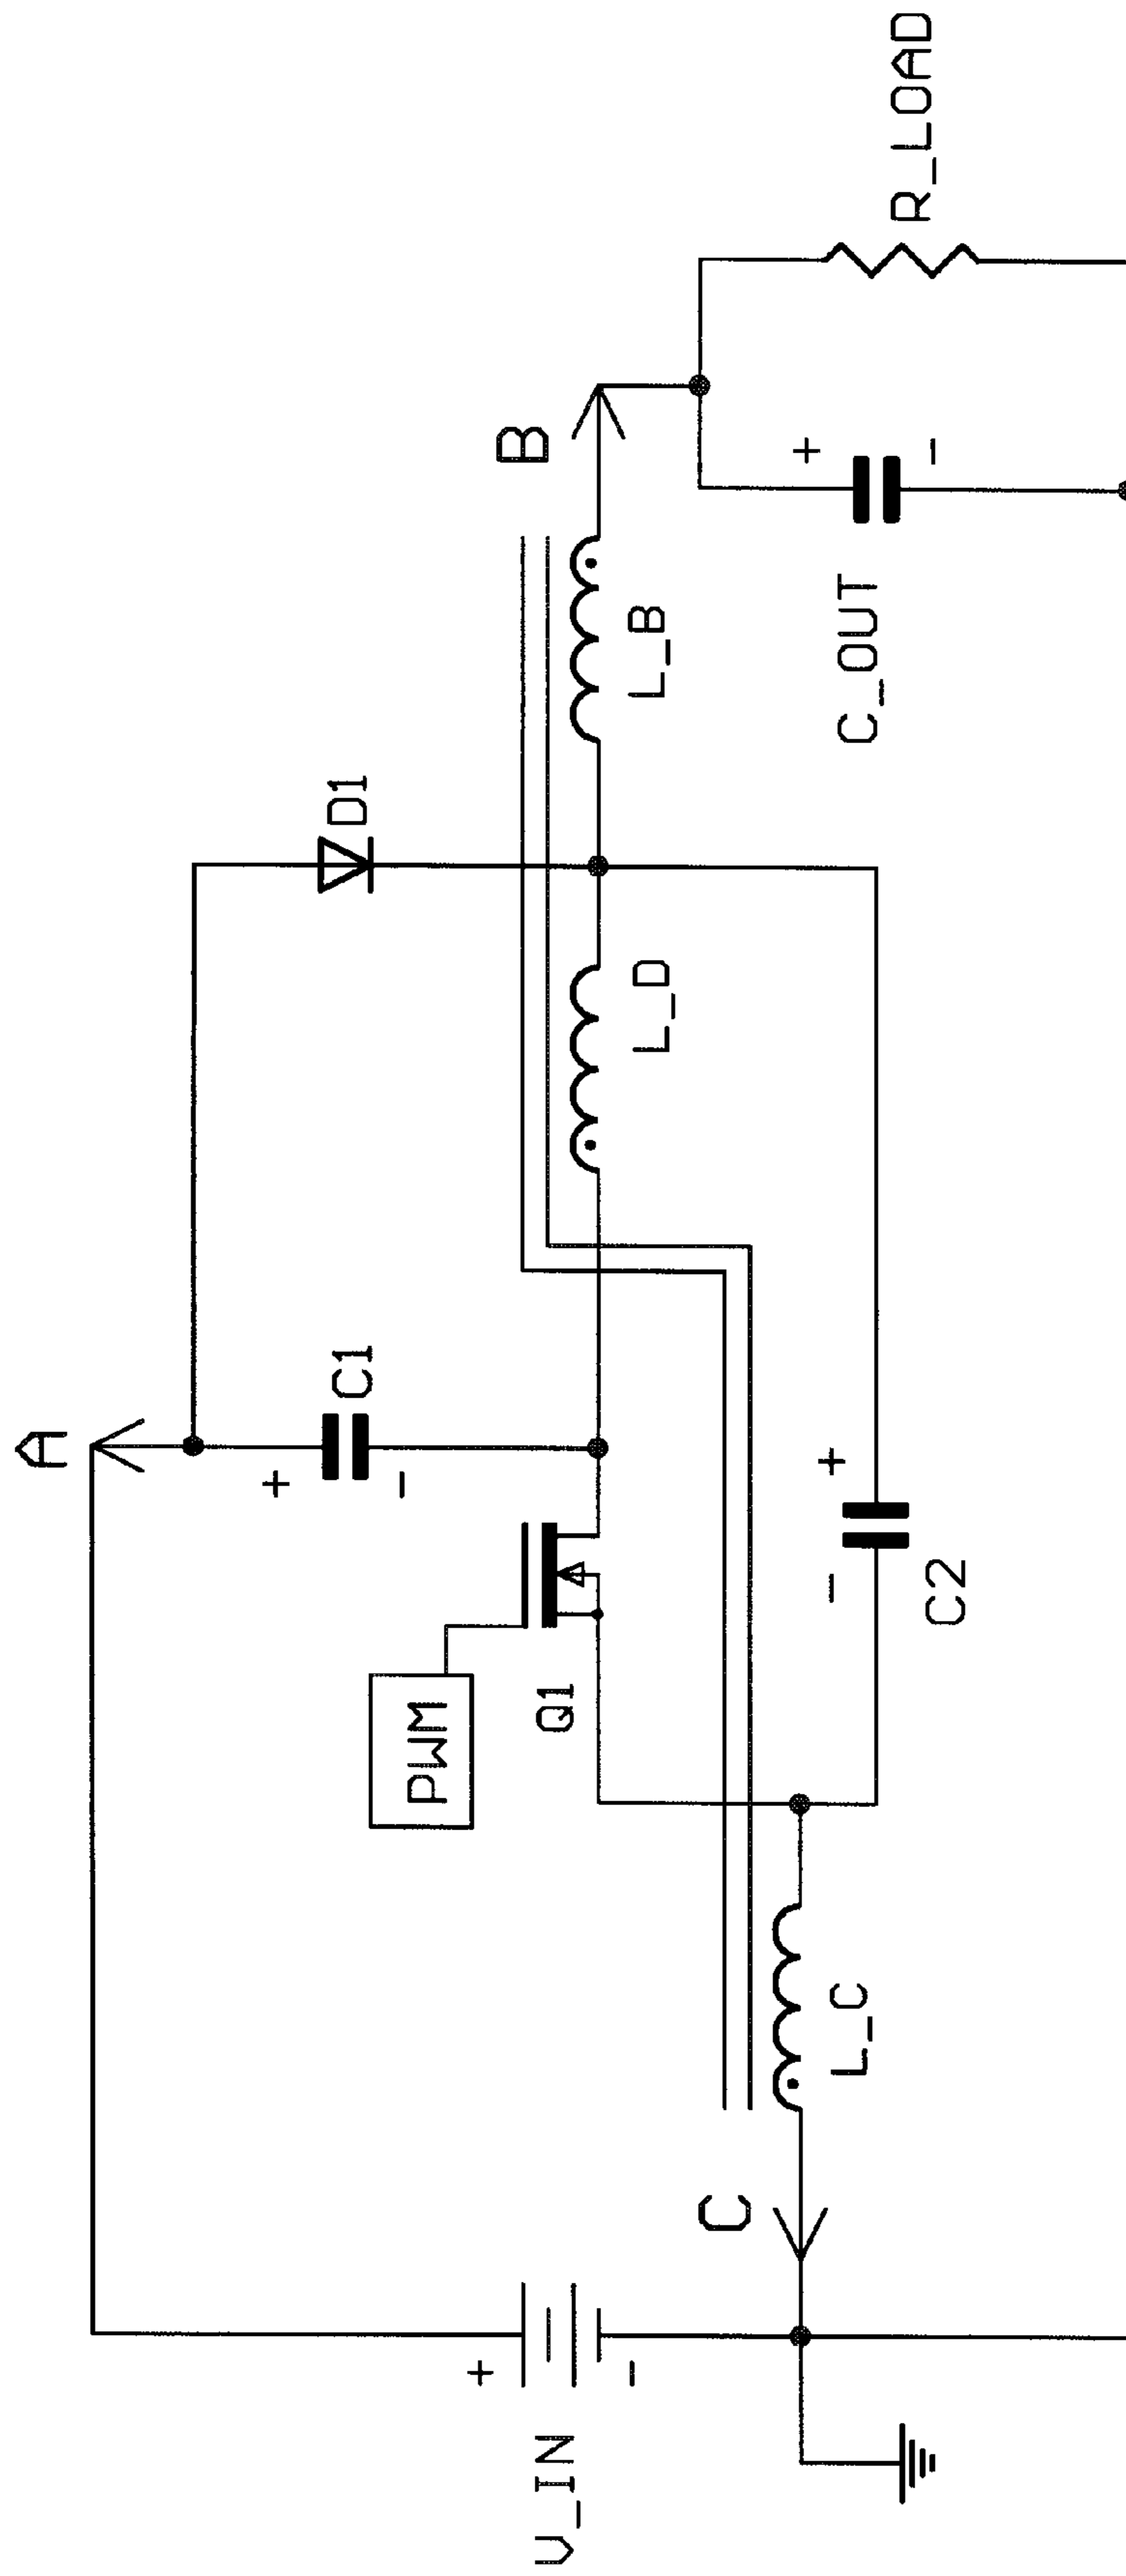 A
V_IN
+
-
C
L_C
PWM
Q1
+
-
C1
-
+
C2
L_D
D1
L_B
B
C_OUT
+
-
R_LOAD